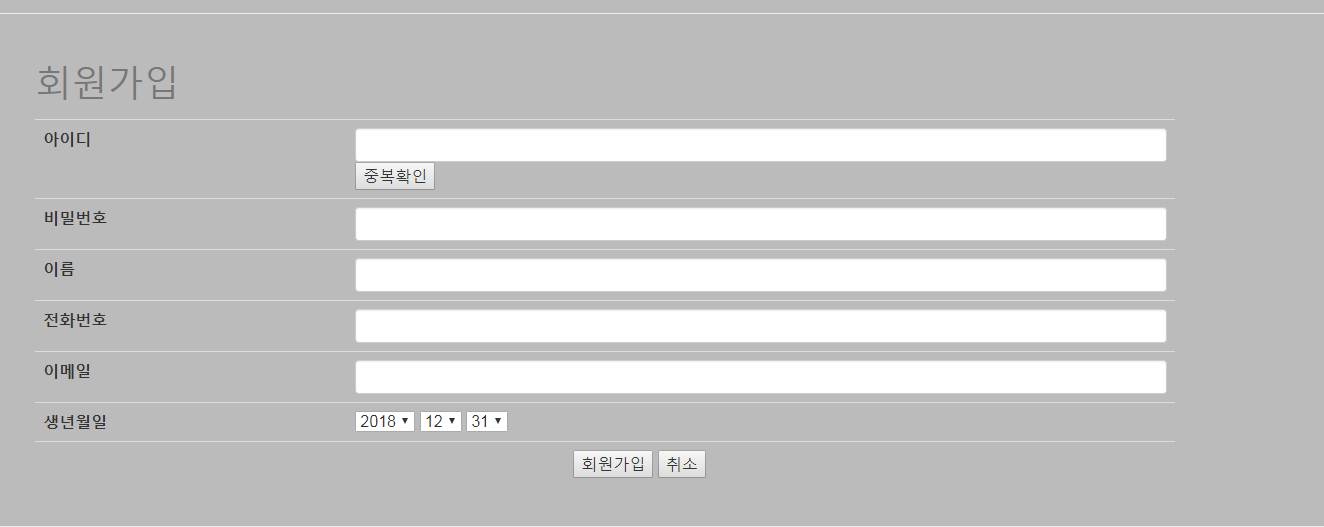 회원가입
아이디
중복확인
비밀번호
이름
전화번호
이메일
생년월일 2018 12 31
회원가입 취소